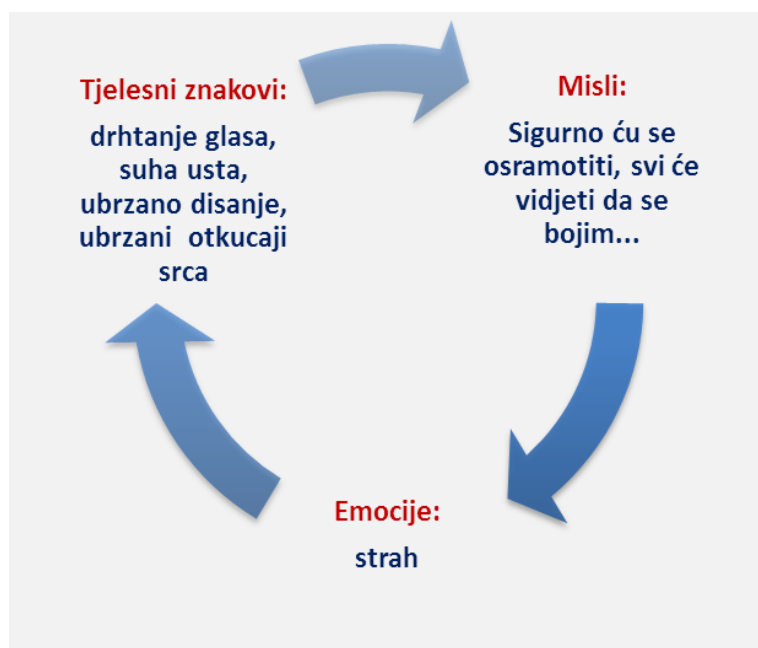 Tjelesni znakovi:
drhtanje glasa,
suha usta,
ubrzano disanje,
ubrzani otkucaji
srca
Misli:
Sigurno ću se
osramotiti, svi će
vidjeti da se
bojim...
Emocije:
strah